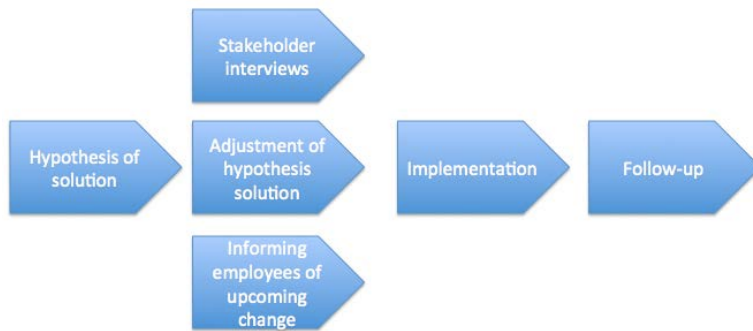 Stakeholder
interviews
Hypothesis of
solution
Adjustment of
hypothesis
solution
Implementation
Follow-up
Informing
employees of
upcoming
change